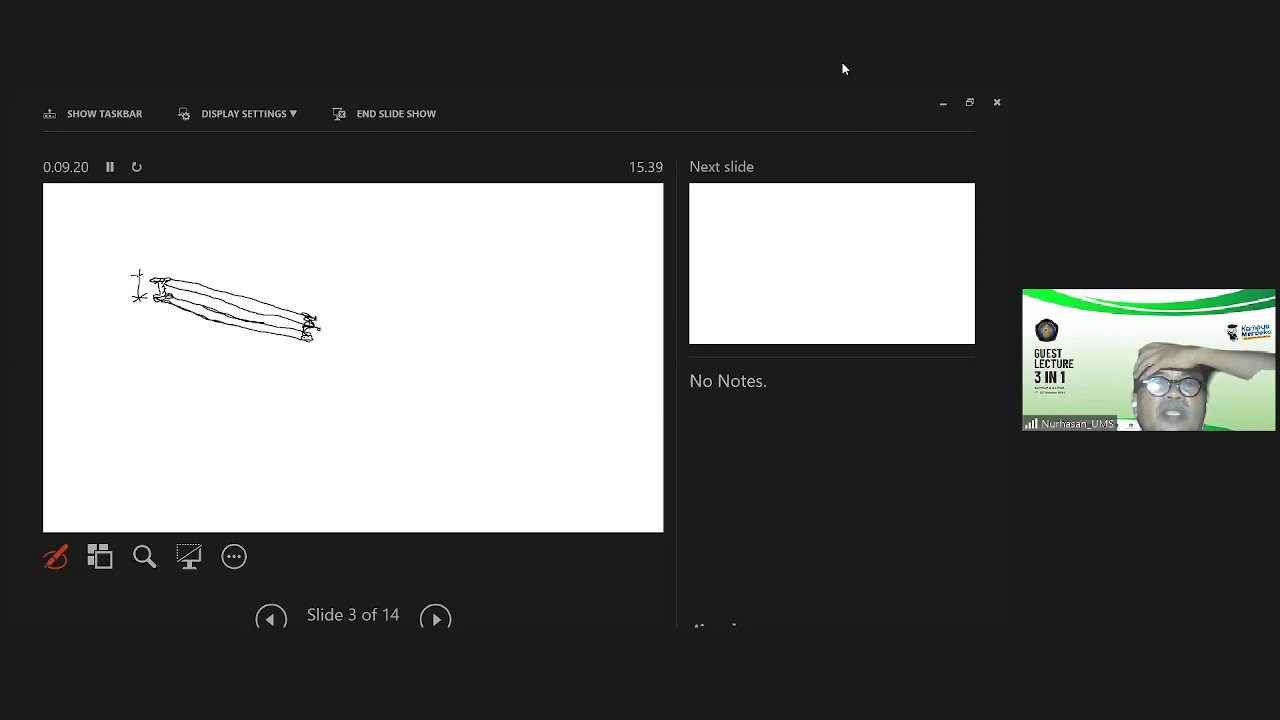 SHOW TASKBAR
DISPLAY SETTINGS ▼
END SLIDE SHOW
0.09.20
15.39
Next slide
No Notes.
GUEST
LECTURE
3 IN 1
Kampus
Merdeka
Nurhasan_UMS
Slide 3 of 14